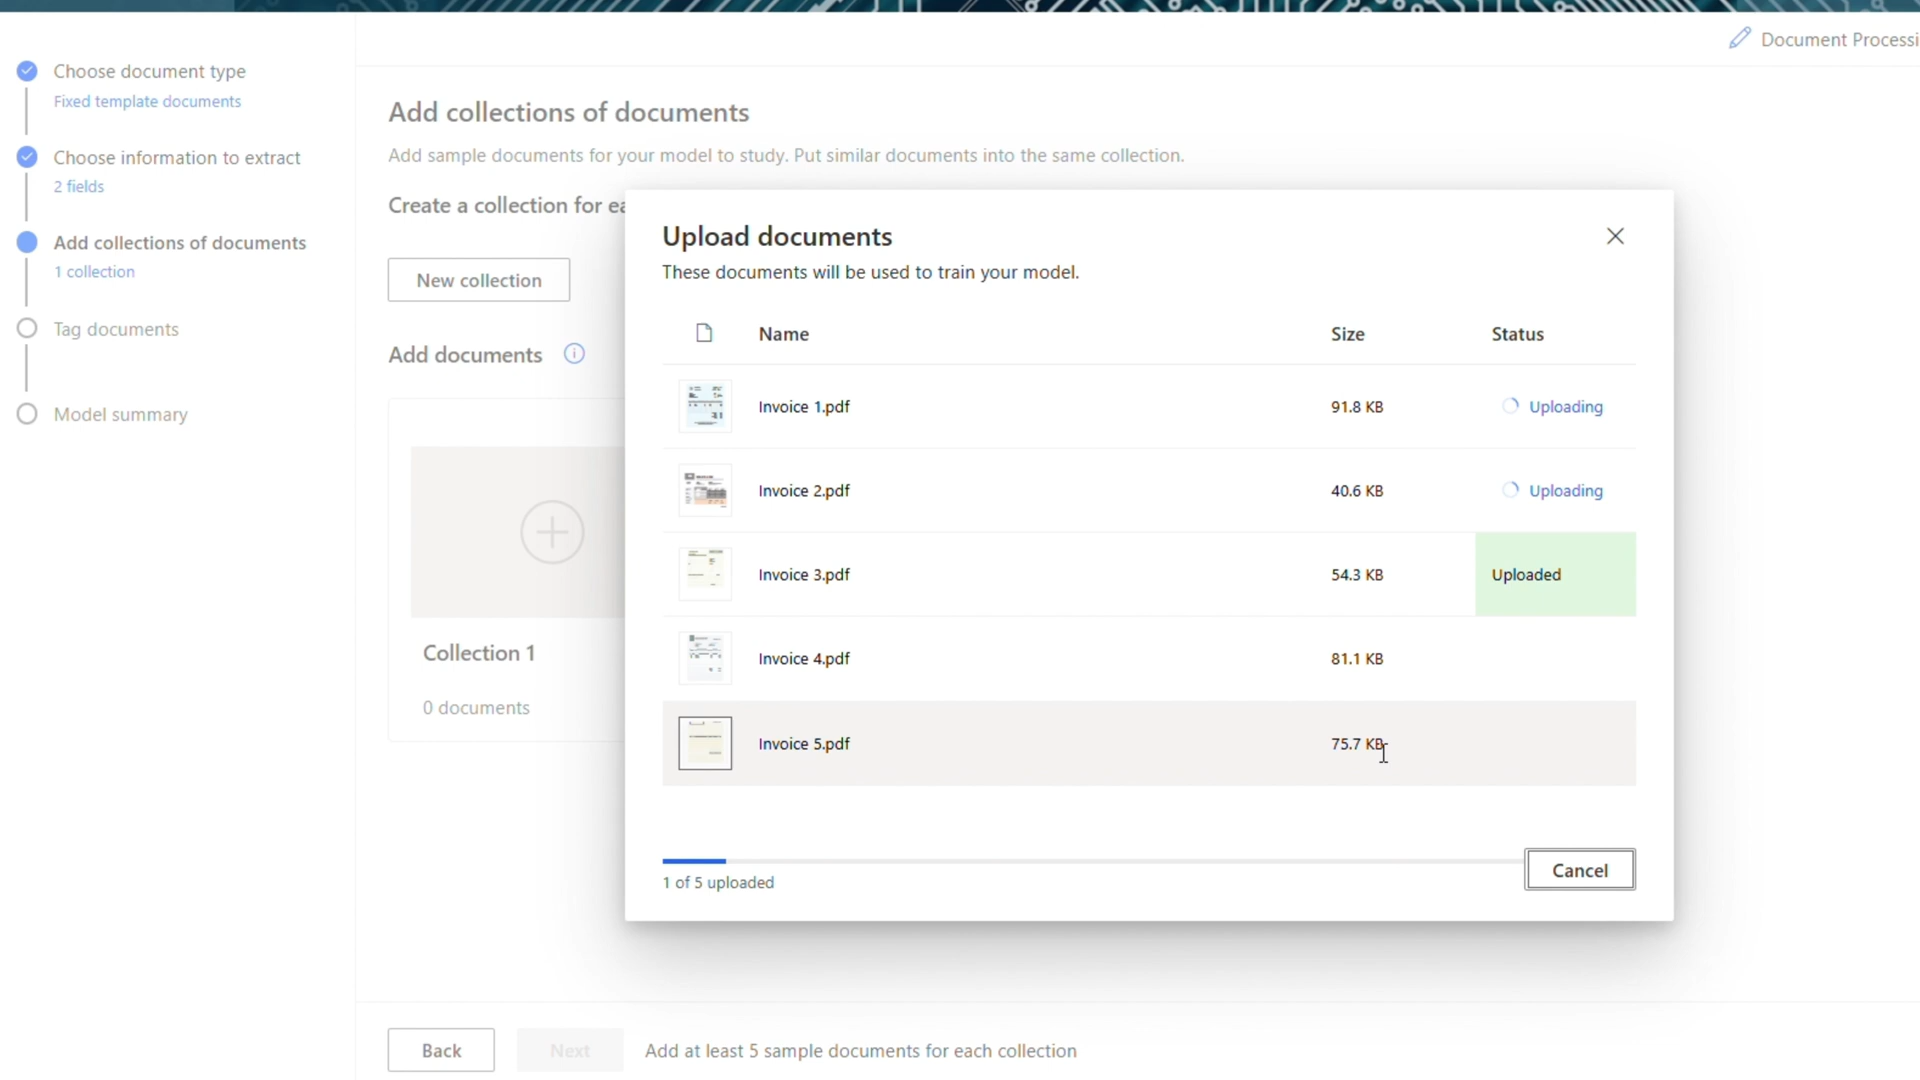 Document Processi
Choose document type
Fixed template documents
Choose information to extract
2 fields
Add collections of documents
1 collection
Tag documents
Model summary
Add collections of documents
Add sample documents for your model to study. Put similar documents into the same collection.
Create a collection for ea
New collection
Add documents
Collection 1
0 documents
Upload documents
These documents will be used to train your model.
Name Size Status
Invoice 1.pdf 91.8 KB Uploading
Invoice 2.pdf 40.6 KB Uploading
Invoice 3.pdf 54.3 KB Uploaded
Invoice 4.pdf 81.1 KB
Invoice 5.pdf 75.7 KB
1 of 5 uploaded
Cancel
Back Next Add at least 5 sample documents for each collection